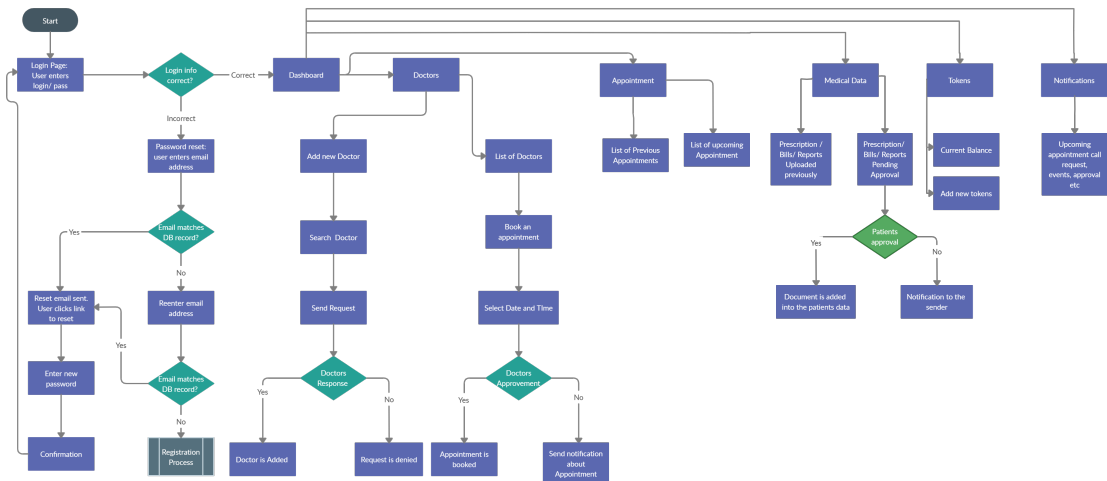 Start
Login Page:
User enters
login/ pass
Login info
correct?
Correct
Incorrect
Dashboard
Doctors
Appointment
Medical Data
Tokens
Notifications
Password reset:
user enters email
address
Email matches
DB record?
Yes
No
Reset email sent.
User clicks link
to reset
Reenter email
address
Yes
Enter new
password
Email matches
DB record?
No
Confirmation
Registration
Process
Add new Doctor
Search Doctor
Send Request
Doctors
Response
Yes
No
Doctor is Added
Request is denied
List of Doctors
Book an
appointment
Select Date and TIme
Doctors
Approvement
Yes
No
Appointment is
booked
Send notification
about
Appointment
List of Previous
Appointments
List of upcoming
Appointment
Prescription /
Bills/ Reports
Uploaded
previously
Prescription/
Bills/ Reports
Pending
Approval
Patients
approval
Yes
No
Document is added
into the patients data
Notification to the
sender
Current Balance
Add new tokens
Upcoming
appointment call
request,
events, approval
etc